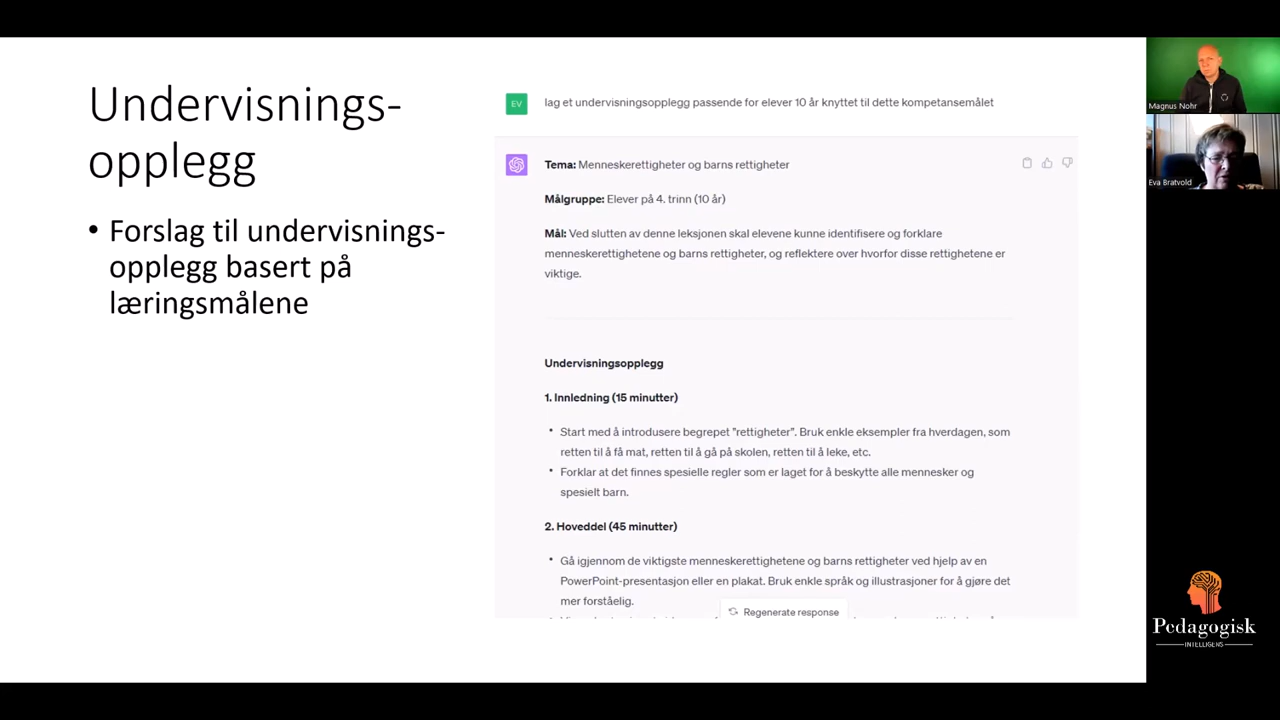 Undervisnings-
opplegg
• Forslag til undervisnings-
opplegg basert på
læringsmålene
EV
lag et undervisningsopplegg passende for elever 10 år knyttet til dette kompetansemålet
Tema: Menneskerettigheter og barns rettigheter
Målgruppe: Elever på 4. trinn (10 år)
Mål: Ved slutten av denne leksjonen skal elevene kunne identifisere og forklare
menneskerettighetene og barns rettigheter, og reflektere over hvorfor disse rettighetene er
viktige.
Undervisningsopplegg
1. Innledning (15 minutter)
• Start med å introdusere begrepet "rettigheter". Bruk enkle eksempler fra hverdagen, som
retten til å få mat, retten til å gå på skolen, retten til å leke, etc.
• Forklar at det finnes spesielle regler som er laget for å beskytte alle mennesker og
spesielt barn.
2. Hoveddel (45 minutter)
• Gå igjennom de viktigste menneskerettighetene og barns rettigheter ved hjelp av en
PowerPoint-presentasjon eller en plakat. Bruk enkle språk og illustrasjoner for å gjøre det
mer forståelig.
Regenerate response
Magnus Nohr
Eva Bratvold
Pedagogisk
INTELLIGENS